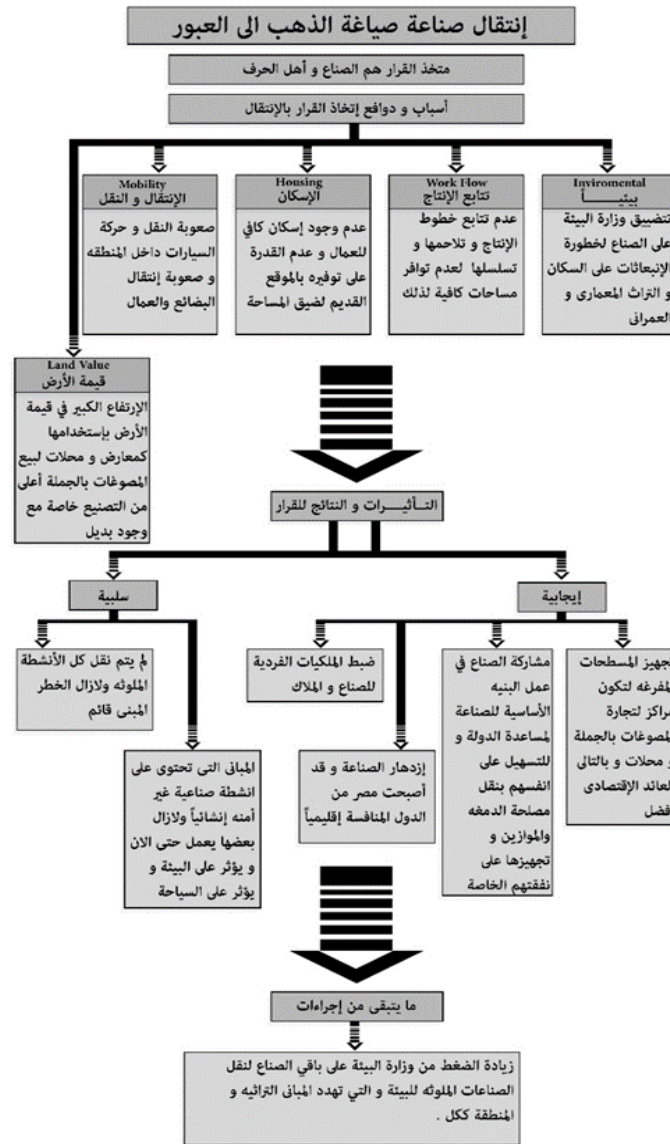 إنتقال صناعة صياغة الذهب الى العبور
متخذ القرار هم الصناع و أهل الحرف
أسباب و دوافع إتخاذ القرار بالإنتقال
Inviromental
بيئيـــــاً
تضييق وزارة البيئة
على الصناع لخطورة
الإنبعاثات على السكان
و التراث المعمارى و
العمرانى
Work Flow
تتابع الإنتاج
عدم تتابع خطوط
الإنتاج و تلاحمها و
تسلسلها لعدم توافر
مساحات كافية لذلك
Housing
الإسكان
عدم وجود إسكان كافي
للعمال و عدم القدرة
على توفيره بالموقع
القديم لضيق المساحة
Mobility
الإنتقال و النقل
صعوبة النقل و حركة
السيارات داخل المنطقه
و صعوبة إنتقال
البضائع والعمال
Land Value
قيمة الأرض
الإرتفاع الكبير في قيمة
الأرض بإستخدامها
كمعارض و محلات لبيع
المصوغات بالجملة أعلى
من التصنيع خاصة مع
وجود بديل
التــأثيـــرات و النتائج للقرار
إيجابية
تجهيز المسطحات
المفرغه لتكون
مراكز لتجارة
المصوغات بالجملة
و محلات و بالتالى
العائد الإقتصادى
أفضل
مشاركة الصناع في
عمل البنيه
الأساسية للصناعة
لمساعدة الدولة و
للتسهيل على
انفسهم بنقل
مصلحة الدمغه
والموازين و
تجهيزها على
نفقتهم الخاصة
إزدهار الصناعة و قد
أصبحت مصر من
الدول المنافسة إقليمياً
ضبط الملكيات الفردية
للصناع و الملاك
سلبية
المبانى التى تحتوى على
انشطة صناعية غير
أمنه إنشائياً ولازال
بعضها يعمل حتى الان
و يؤثر على البيئة و
يؤثر على السياحة
لم يتم نقل كل الأنشطة
الملوثه ولازال الخطر
المبنى قائم
ما يتبقى من إجراءات
زيادة الضغط من وزارة البيئة على باقي الصناع لنقل
الصناعات الملوثه للبيئة و التي تهدد المبانى التراثيه و
المنطقة ككل .